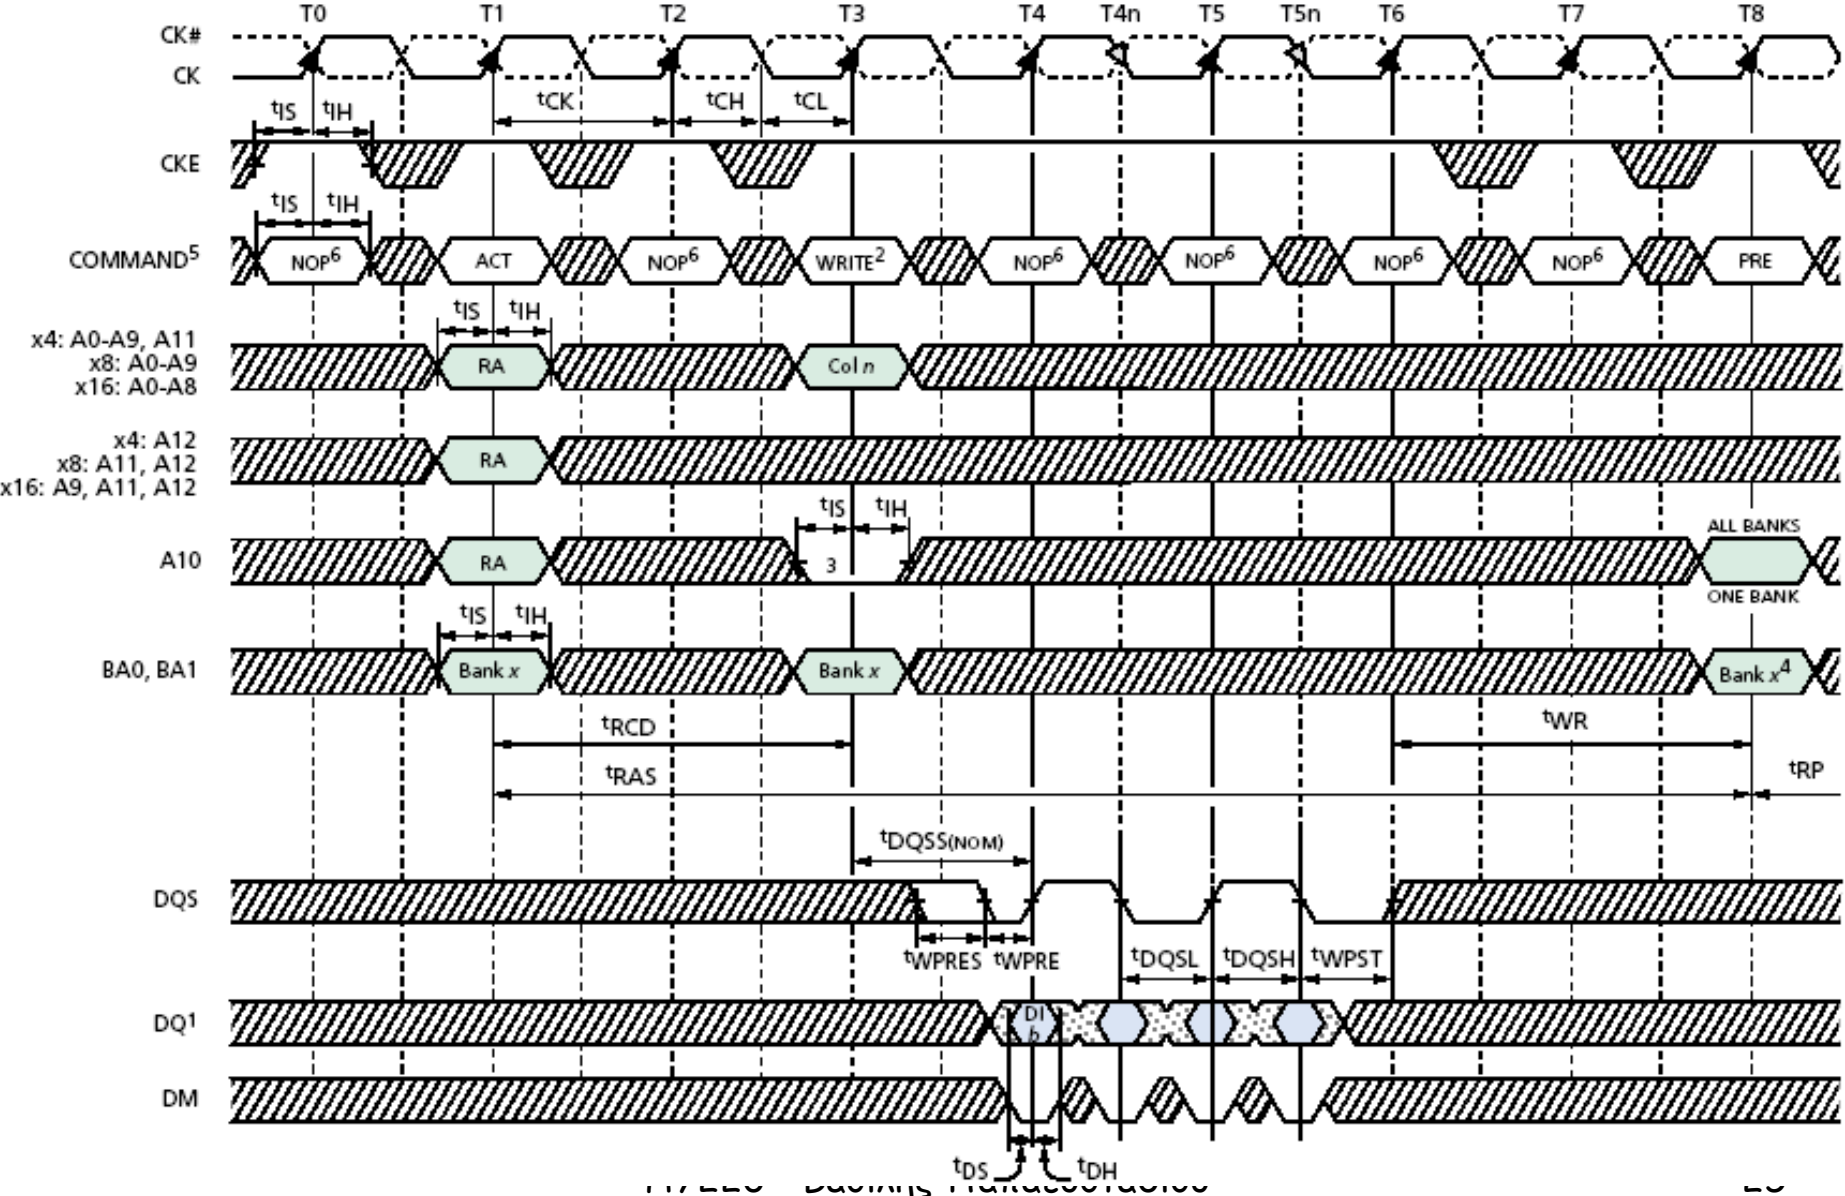 T0 T1 T2 T3 T4 T4n T5 T5n T6 T7 T8
CK#
CK
tCK tCH tCL
tIS tIH
CKE
tIS tIH
COMMAND5 NOP6 ACT NOP6 WRITE2 NOP6 NOP6 NOP6 NOP6 PRE
tIS tIH
x4: A0-A9, A11
x8: A0-A9 RA Col n
x16: A0-A8
x4: A12
x8: A11, A12 RA
x16: A9, A11, A12
tIS tIH
ALL BANKS
A10 RA 3
ONE BANK
tIS tIH
BA0, BA1 Bank x Bank x Bank x4
tRCD tWR
tRAS tRP
tDQSS(NOM)
DQS
tWPRES tWPRE tDQSL tDQSH tWPST
DI
DQ1
b
DM
tDS tDH